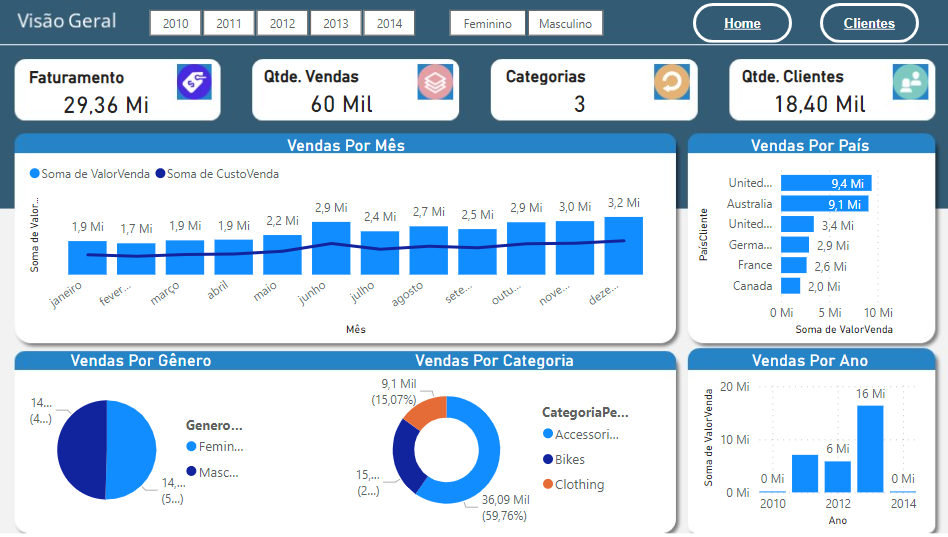 Visão Geral
2010 2011 2012 2013 2014
Feminino Masculino
Home
Clientes
Faturamento
29,36 Mi
Qtde. Vendas
60 Mil
Categorias
3
Qtde. Clientes
18,40 Mil
Vendas Por Mês
Soma de ValorVenda Soma de CustoVenda
Soma de Valor...
1,9 Mi 1,7 Mi 1,9 Mi 1,9 Mi 2,2 Mi 2,9 Mi 2,4 Mi 2,7 Mi 2,5 Mi 2,9 Mi 3,0 Mi 3,2 Mi
janeiro fever... março abril maio junho julho agosto sete... outu... nove... deze...
Mês
Vendas Por País
PaísCliente
United... 9,4 Mi
Australia 9,1 Mi
United... 3,4 Mi
Germa... 2,9 Mi
France 2,6 Mi
Canada 2,0 Mi
0 Mi 5 Mi 10 Mi
Soma de ValorVenda
Vendas Por Gênero
14...
(4...)
14,...
(5...)
Genero...
Femin...
Masc...
Vendas Por Categoria
9,1 Mil
(15,07%)
15,...
(2...)
36,09 Mil
(59,76%)
CategoriaPe...
Accessori...
Bikes
Clothing
Vendas Por Ano
Soma de ValorVenda
20 Mi
10 Mi
0 Mi
0 Mi 6 Mi 16 Mi 0 Mi
2010 2012 2014
Ano